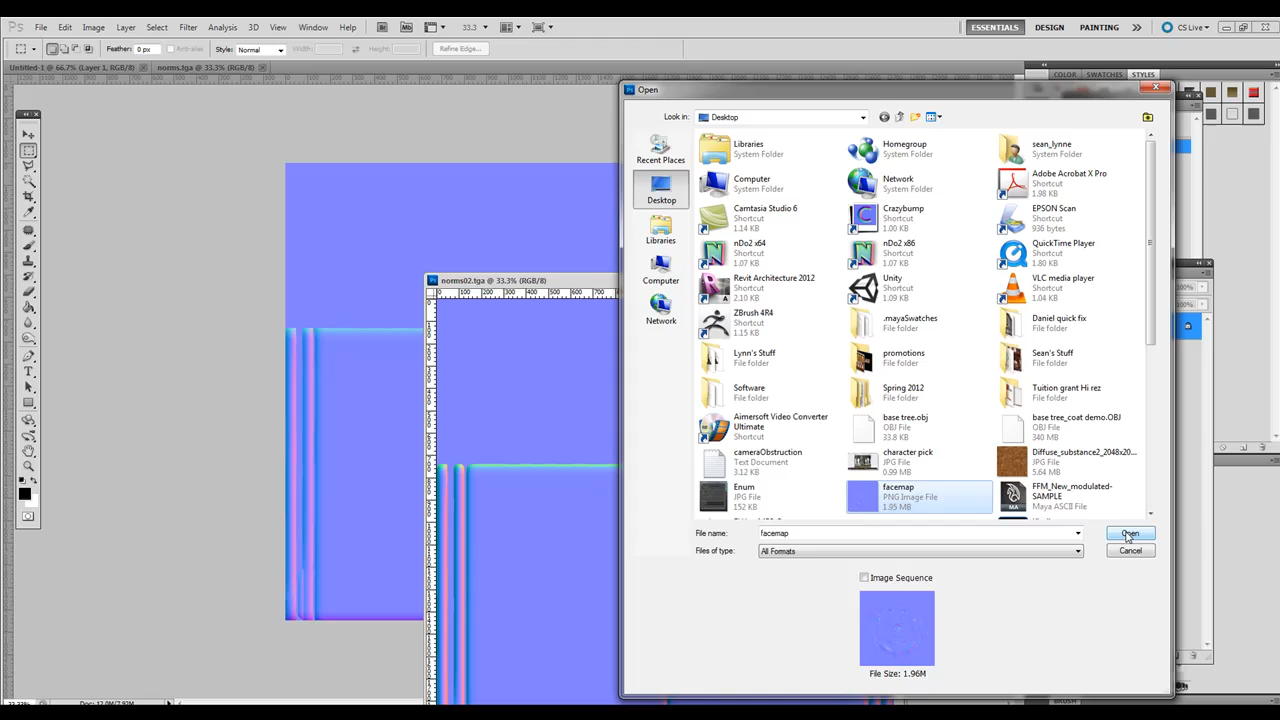 Ps File Edit Image Layer Select Filter Analysis 3D View Window Help Br Mb 33.3 ESSENTIALS DESIGN PAINTING CS Live
Feather: 0 px Anti-alias Style: Normal Width: Height: Refine Edge...
Untitled-1 @ 66.7% (Layer 1, RGB/8) norms.tga @ 33.3% (RGB/8)
COLOR SWATCHES STYLES
Open
Look in: Desktop
Recent Places
Desktop
Libraries
Computer
Network
Libraries
System Folder
Homegroup
System Folder
sean_lynne
System Folder
Computer
System Folder
Network
System Folder
Adobe Acrobat X Pro
Shortcut
1.98 KB
Camtasia Studio 6
Shortcut
1.14 KB
Crazybump
Shortcut
1.00 KB
EPSON Scan
Shortcut
936 bytes
nDo2 x64
Shortcut
1.07 KB
nDo2 x86
Shortcut
1.07 KB
QuickTime Player
Shortcut
1.80 KB
Revit Architecture 2012
Shortcut
2.10 KB
Unity
Shortcut
1.09 KB
VLC media player
Shortcut
1.04 KB
ZBrush 4R4
Shortcut
1.15 KB
.mayaSwatches
File folder
Daniel quick fix
File folder
Lynn's Stuff
File folder
promotions
File folder
Sean's Stuff
File folder
Software
File folder
Spring 2012
File folder
Tuition grant Hi rez
File folder
Aimersoft Video Converter
Ultimate
Shortcut
base tree.obj
OBJ File
33.8 KB
base tree_coat demo.OBJ
OBJ File
340 MB
cameraObstruction
Text Document
3.12 KB
character pick
JPG File
0.99 MB
Diffuse_substance2_2048x20...
JPG File
5.64 MB
Enum
JPG File
152 KB
facemap
PNG Image File
1.95 MB
FFM_New_modulated-
SAMPLE
Maya ASCII File
File name: facemap Open
Files of type: All Formats Cancel
Image Sequence
File Size: 1.96M
norms02.tga @ 33.3% (RGB/8)